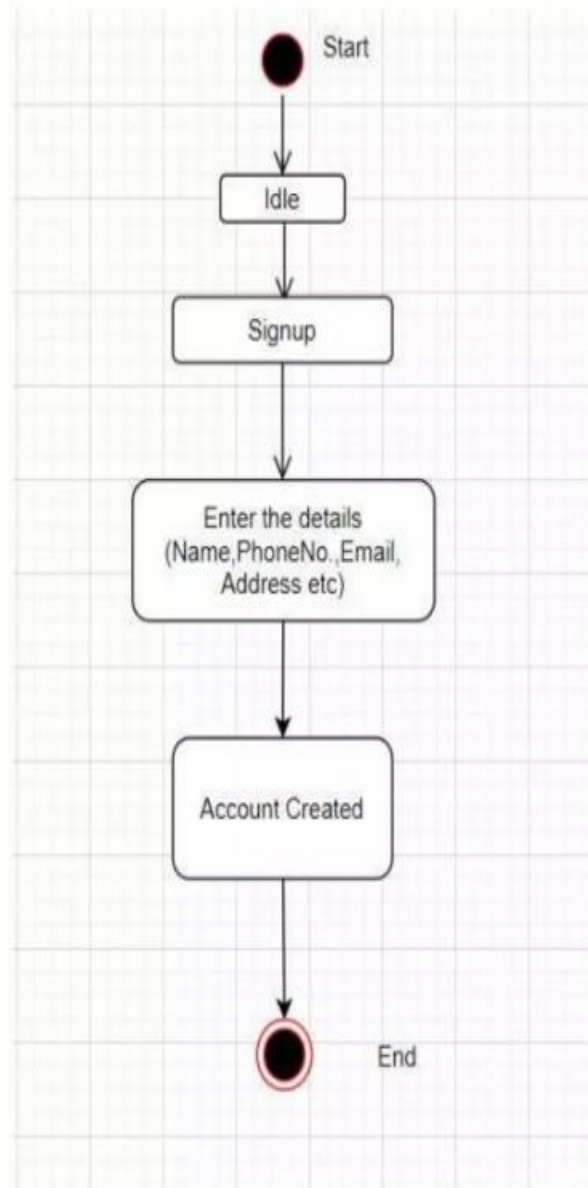 Start
Idle
Signup
Enter the details
(Name,PhoneNo.,Email,
Address etc)
Account Created
End